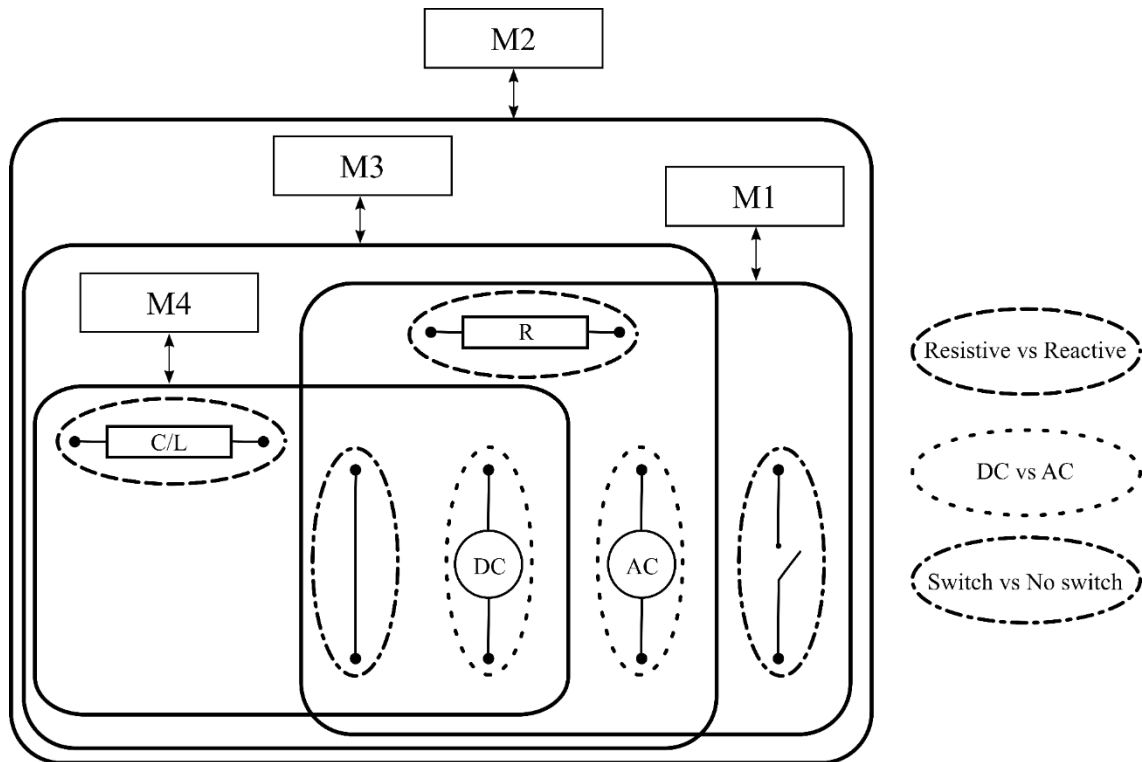 M2
M3
M1
M4
R
Resistive vs Reactive
C/L
DC vs AC
DC
AC
Switch vs No switch